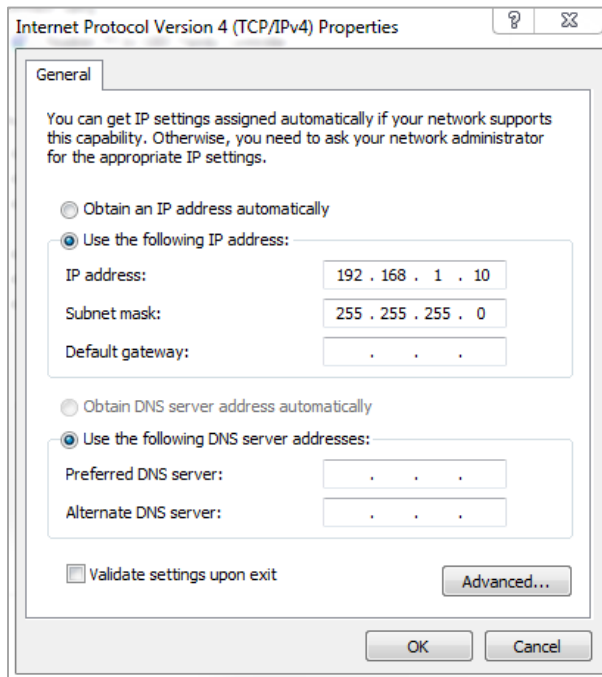 Internet Protocol Version 4 (TCP/IPv4) Properties
General
You can get IP settings assigned automatically if your network supports
this capability. Otherwise, you need to ask your network administrator
for the appropriate IP settings.
Obtain an IP address automatically
Use the following IP address:
IP address: 192 . 168 . 1 . 10
Subnet mask: 255 . 255 . 255 . 0
Default gateway: . . .
Obtain DNS server address automatically
Use the following DNS server addresses:
Preferred DNS server: . . .
Alternate DNS server: . . .
Validate settings upon exit
Advanced...
OK Cancel